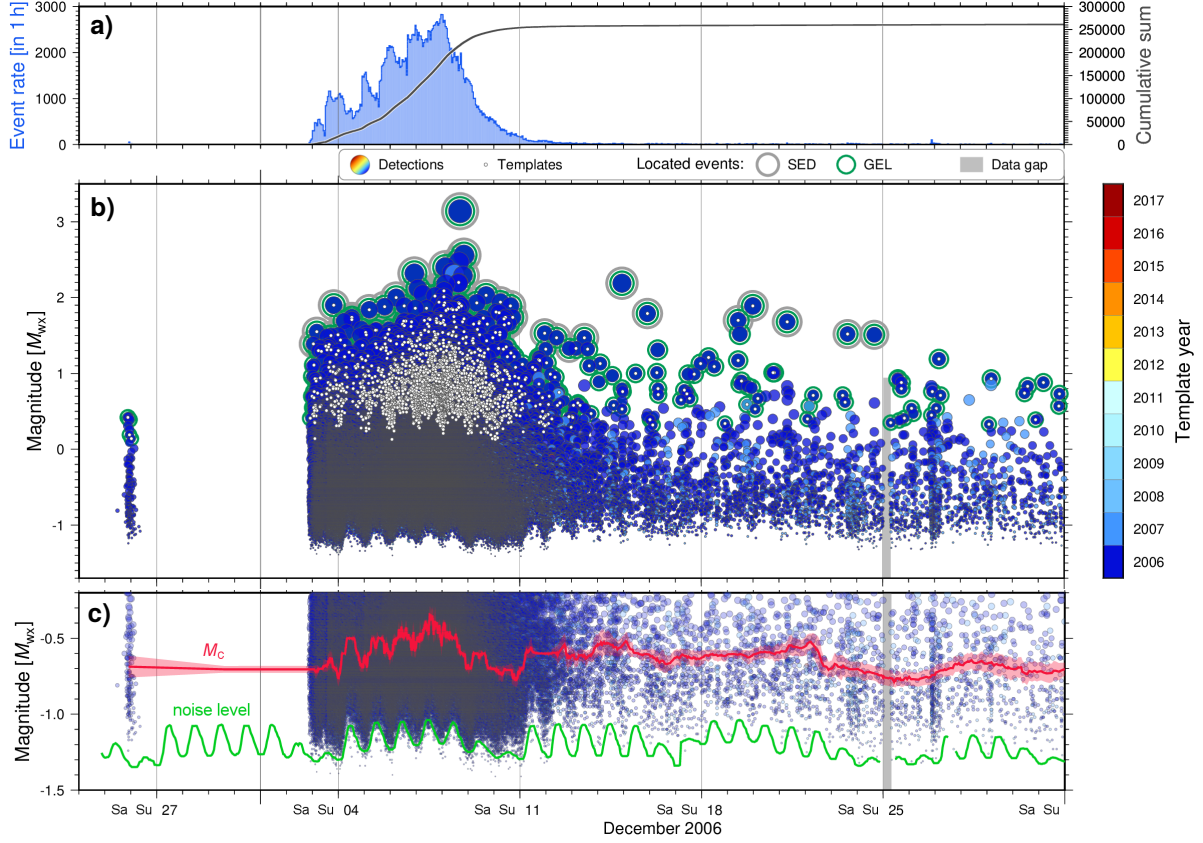 a)
Event rate [in 1 h]
3000
2000
1000
0
300000
250000
200000
150000
100000
50000
0
Cumulative sum
Detections Templates Located events: SED GEL Data gap
b)
Magnitude [Mwx]
3
2
1
0
-1
2017
2016
2015
2014
2013
2012
2011
2010
2009
2008
2007
2006
Template year
c)
Magnitude [Mwx]
-0.5
-1.0
-1.5
Mc
noise level
Sa Su 27 Sa Su 04 Sa Su 11 Sa Su 18 Sa Su 25 Sa Su
December 2006